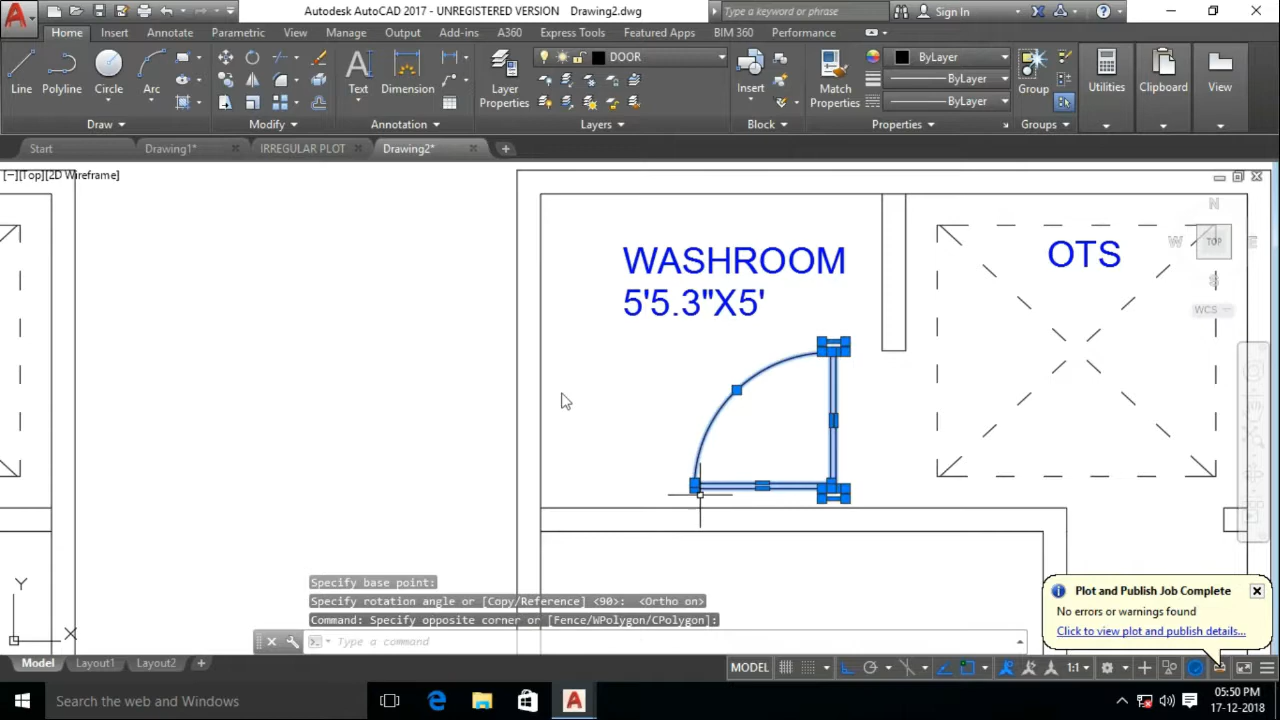 Autodesk AutoCAD 2017 - UNREGISTERED VERSION Drawing2.dwg
Type a keyword or phrase
Sign In
Home Insert Annotate Parametric View Manage Output Add-ins A360 Express Tools Featured Apps BIM 360 Performance
DOOR
ByLayer
Line Polyline Circle Arc
Text Dimension
Layer Properties
Insert
Match Properties
ByLayer
ByLayer
Group
Utilities
Clipboard
View
Draw Modify Annotation Layers Block Properties Groups
Start Drawing1* IRREGULAR PLOT Drawing2*
[−][Top][2D Wireframe]
N
W TOP E
S
WCS
WASHROOM
5'5.3"X5'
OTS
Y
X
Specify base point:
Specify rotation angle or [Copy/Reference] <90>: <Ortho on>
Command: Specify opposite corner or [Fence/WPolygon/CPolygon]:
Type a command
Plot and Publish Job Complete
No errors or warnings found
Click to view plot and publish details...
Model Layout1 Layout2
MODEL
1:1
Search the web and Windows
05:50 PM
17-12-2018